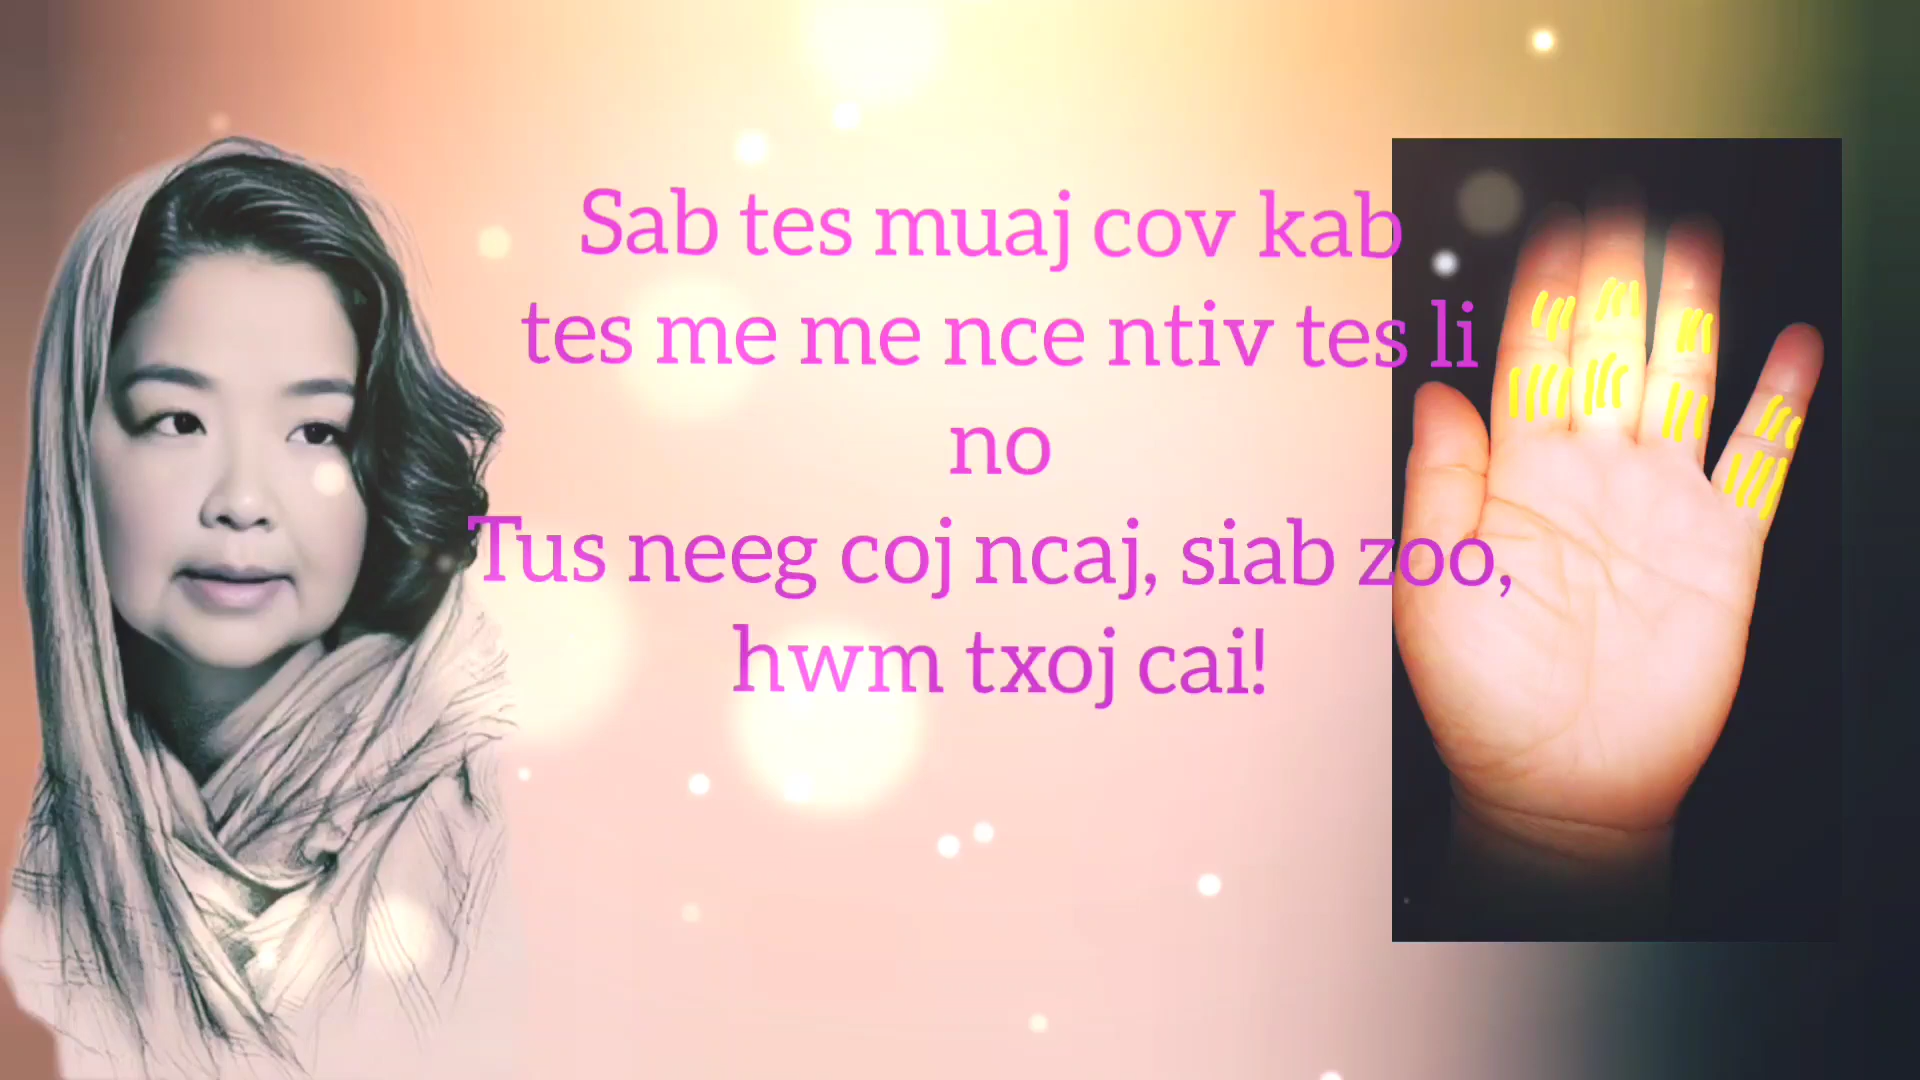 Sab tes muaj cov kab
tes me me nce ntiv tes li
no
Tus neeg coj ncaj, siab zoo,
hwm txoj cai!